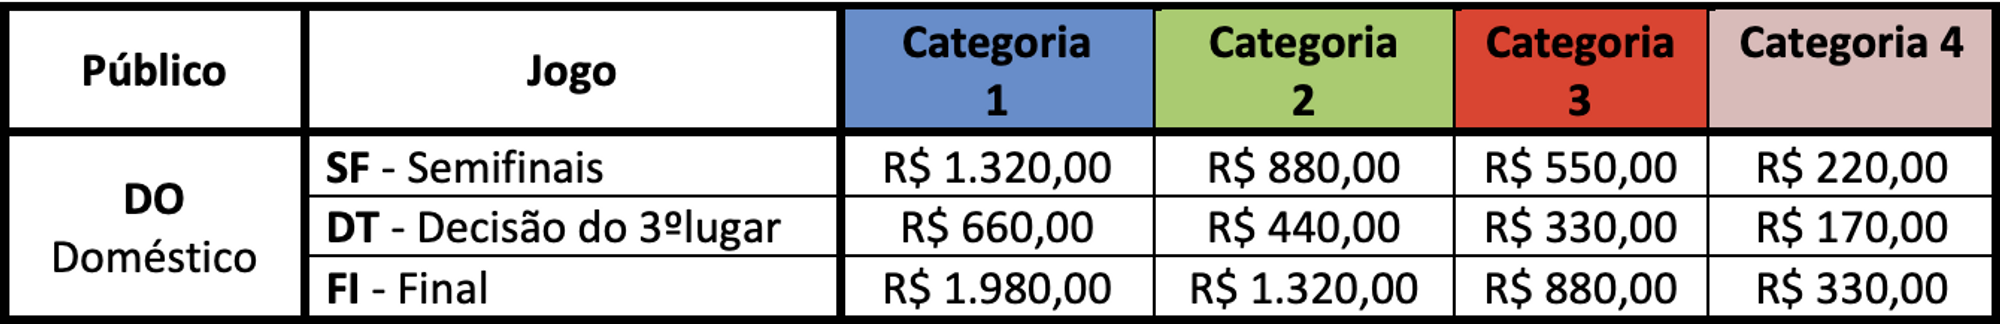 Público Jogo Categoria 1 Categoria 2 Categoria 3 Categoria 4
DO Doméstico
SF - Semifinais R$ 1.320,00 R$ 880,00 R$ 550,00 R$ 220,00
DT - Decisão do 3ºlugar R$ 660,00 R$ 440,00 R$ 330,00 R$ 170,00
FI - Final R$ 1.980,00 R$ 1.320,00 R$ 880,00 R$ 330,00